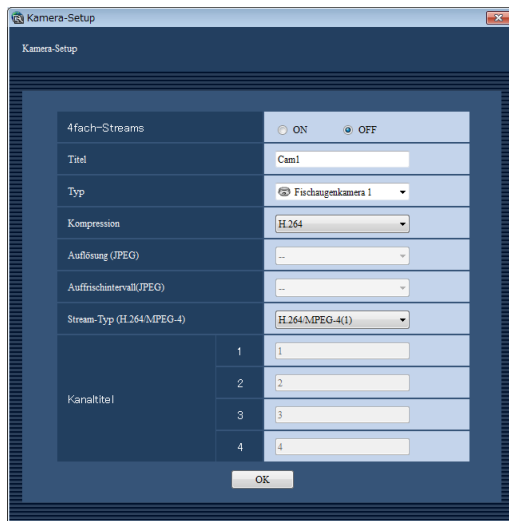 Kamera-Setup
Kamera-Setup
4fach-Streams ON OFF
Titel Cam1
Typ Fischaugenkamera 1
Kompression H.264
Auflösung (JPEG) --
Auffrischintervall(JPEG) --
Stream-Typ (H.264/MPEG-4) H.264/MPEG-4(1)
Kanaltitel
1 1
2 2
3 3
4 4
OK